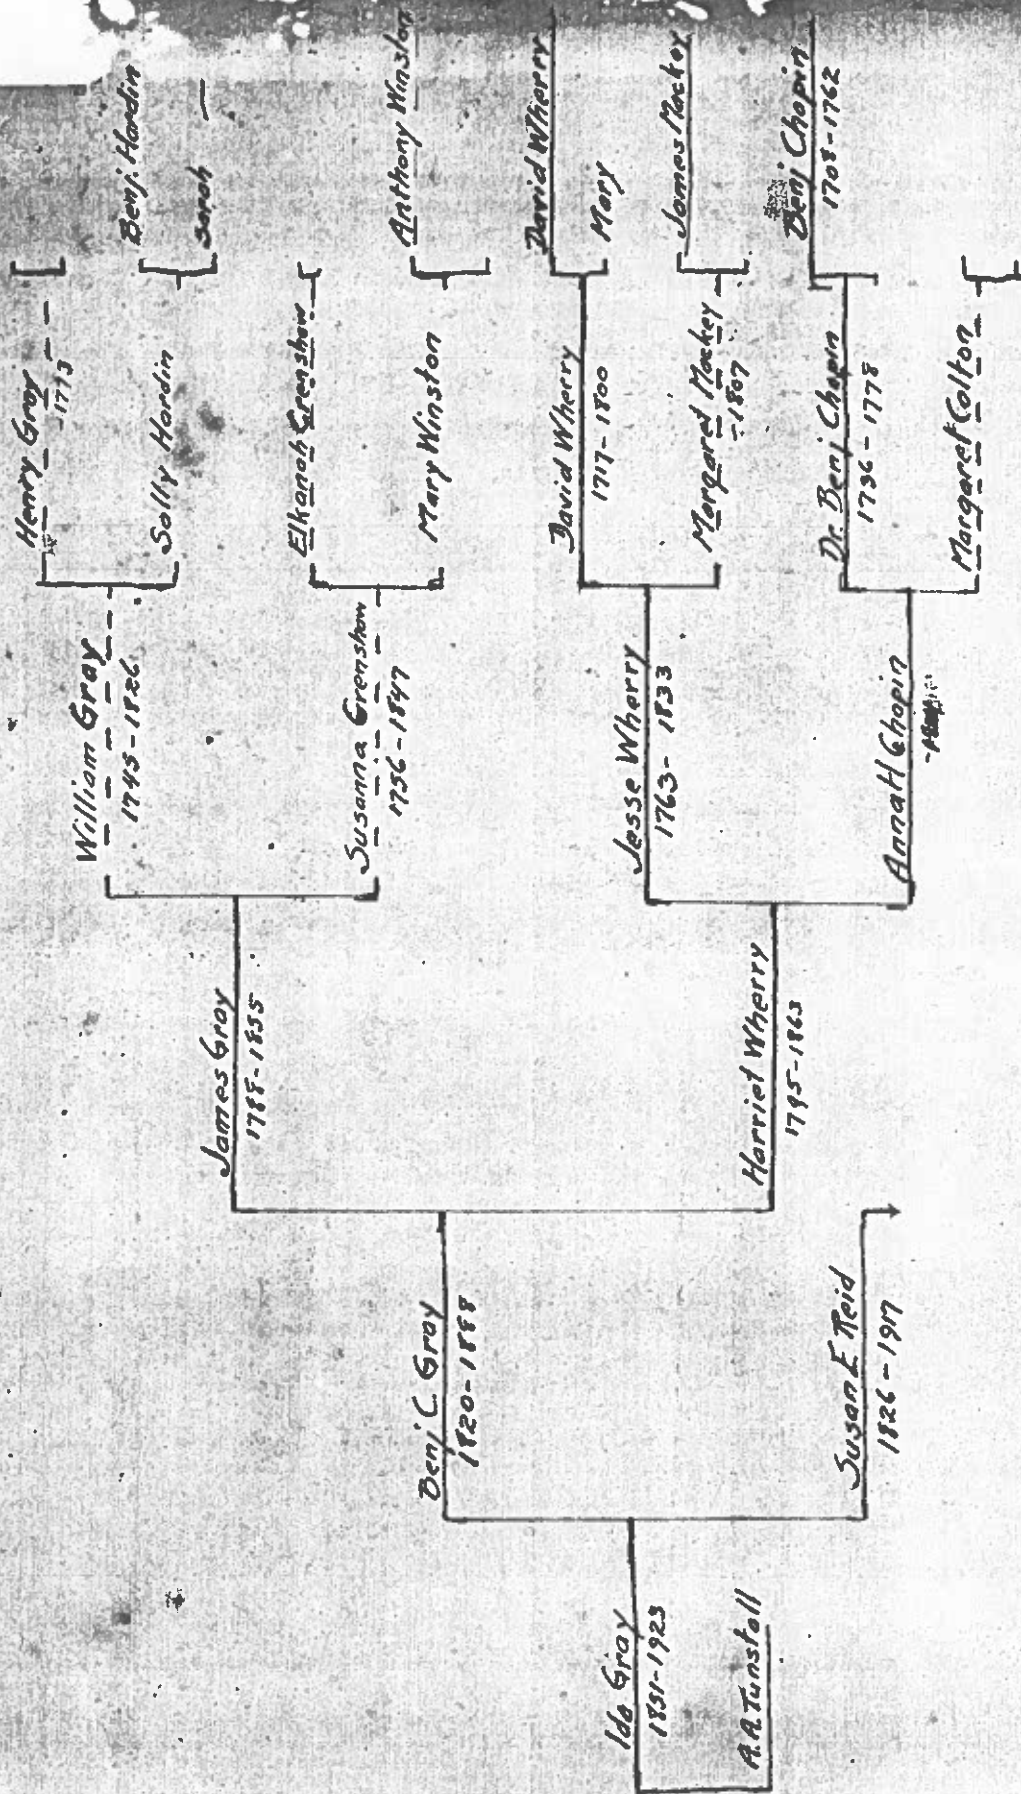 Ida Gray
1851-1923
A.A. Tunstall
Benj C. Gray
1820-1888
Susan E Reid
1826-1917
James Gray
1788-1855
Harriet Wherry
1795-1863
William Gray
1745-1826
Susanna Crenshaw
1756-1847
Jesse Wherry
1763-1833
Anna H Chapin
Henry Gray
-1793
Sally Hardin
Elkanah Crenshaw
Mary Winston
David Wherry
1717-1800
Margaret Mackey
-1807
Dr. Benj Chapin
1736-1778
Margaret Colton
Benj. Hardin
Sarah —
Anthony Winston
David Wherry
Mary
James Mackey
Benj Chapin
1708-1762